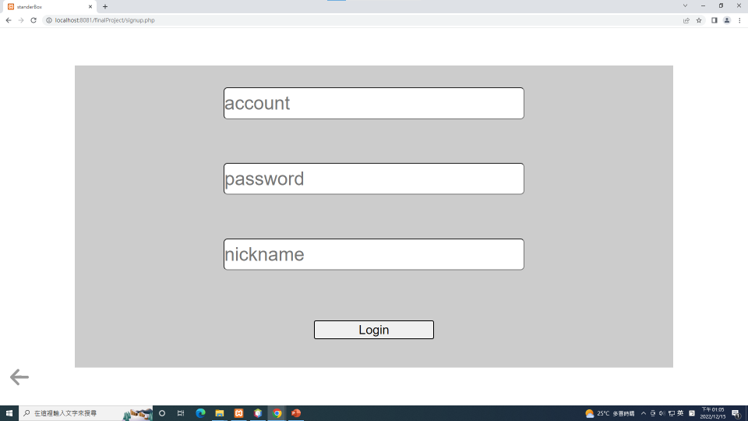 standerBos
localhost:8081/finalProject/signup.php
account
password
nickname
Login
在這裡輸入文字來搜尋
25°C 多雲時晴
英
下午 01:05
2022/12/15